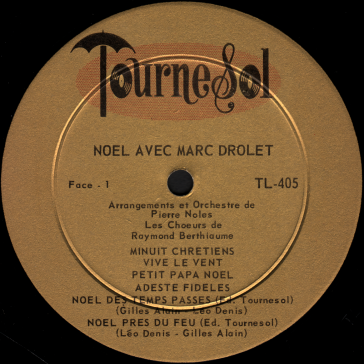 TourneSol
NOEL AVEC MARC DROLET
Face - 1 TL-405
Arrangements et Orchestre de
Pierre Noles
Les Choeurs de
Raymond Berthiaume
MINUIT CHRETIENS
VIVE LE VENT
PETIT PAPA NOEL
ADESTE FIDELES
NOEL DES TEMPS PASSES (Ed. Tournesol)
(Gilles Alain - Léo Denis)
NOEL PRES DU FEU (Ed. Tournesol)
(Léo Denis - Gilles Alain)